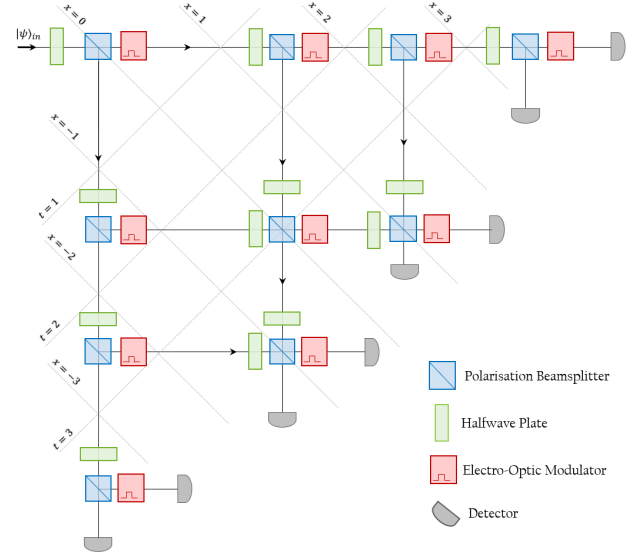 x = 0
x = 1
x = 2
x = 3
|ψ⟩in
x = −1
t = 1
x = −2
t = 2
x = −3
t = 3
Polarisation Beamsplitter
Halfwave Plate
Electro-Optic Modulator
Detector